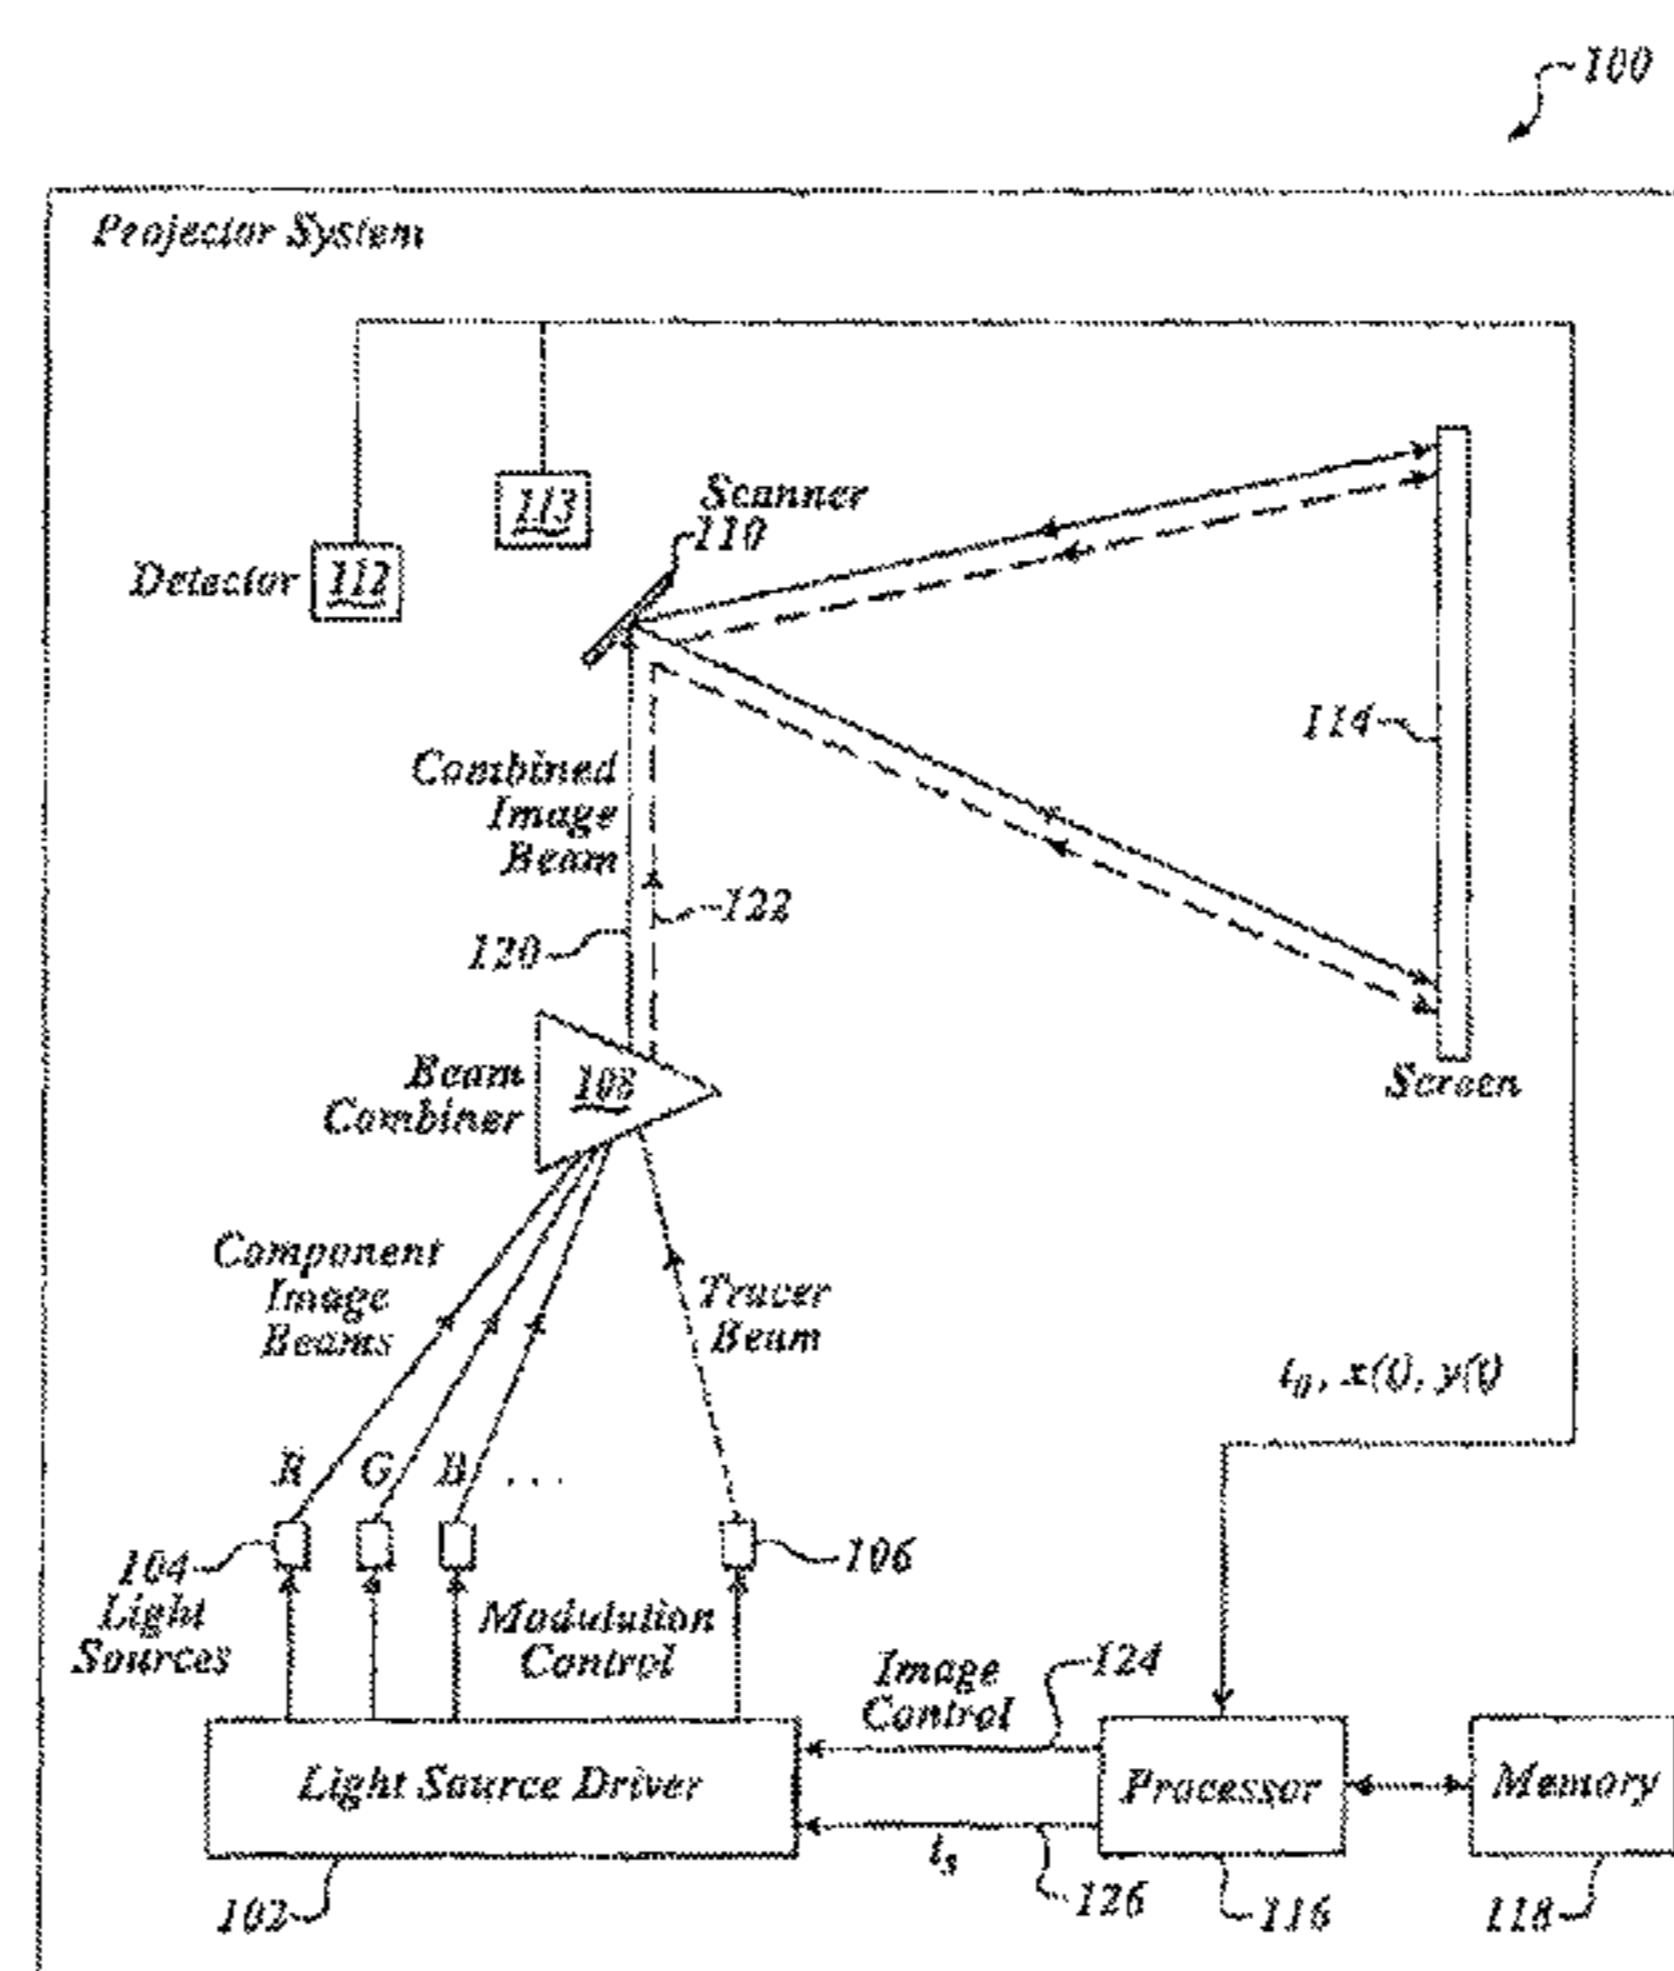 100
Projector System
113
Scanner
110
Detector 112
114
Combined
Image
Beam
122
120
Beam
Combiner
108
Screen
Component
Image
Beams
Tracer
Beam
t₀, x(t), y(t)
R G B ...
104
106
Light
Sources
Modulation
Control
Image
Control
124
Light Source Driver
Processor
Memory
tₛ
126
102
116
118